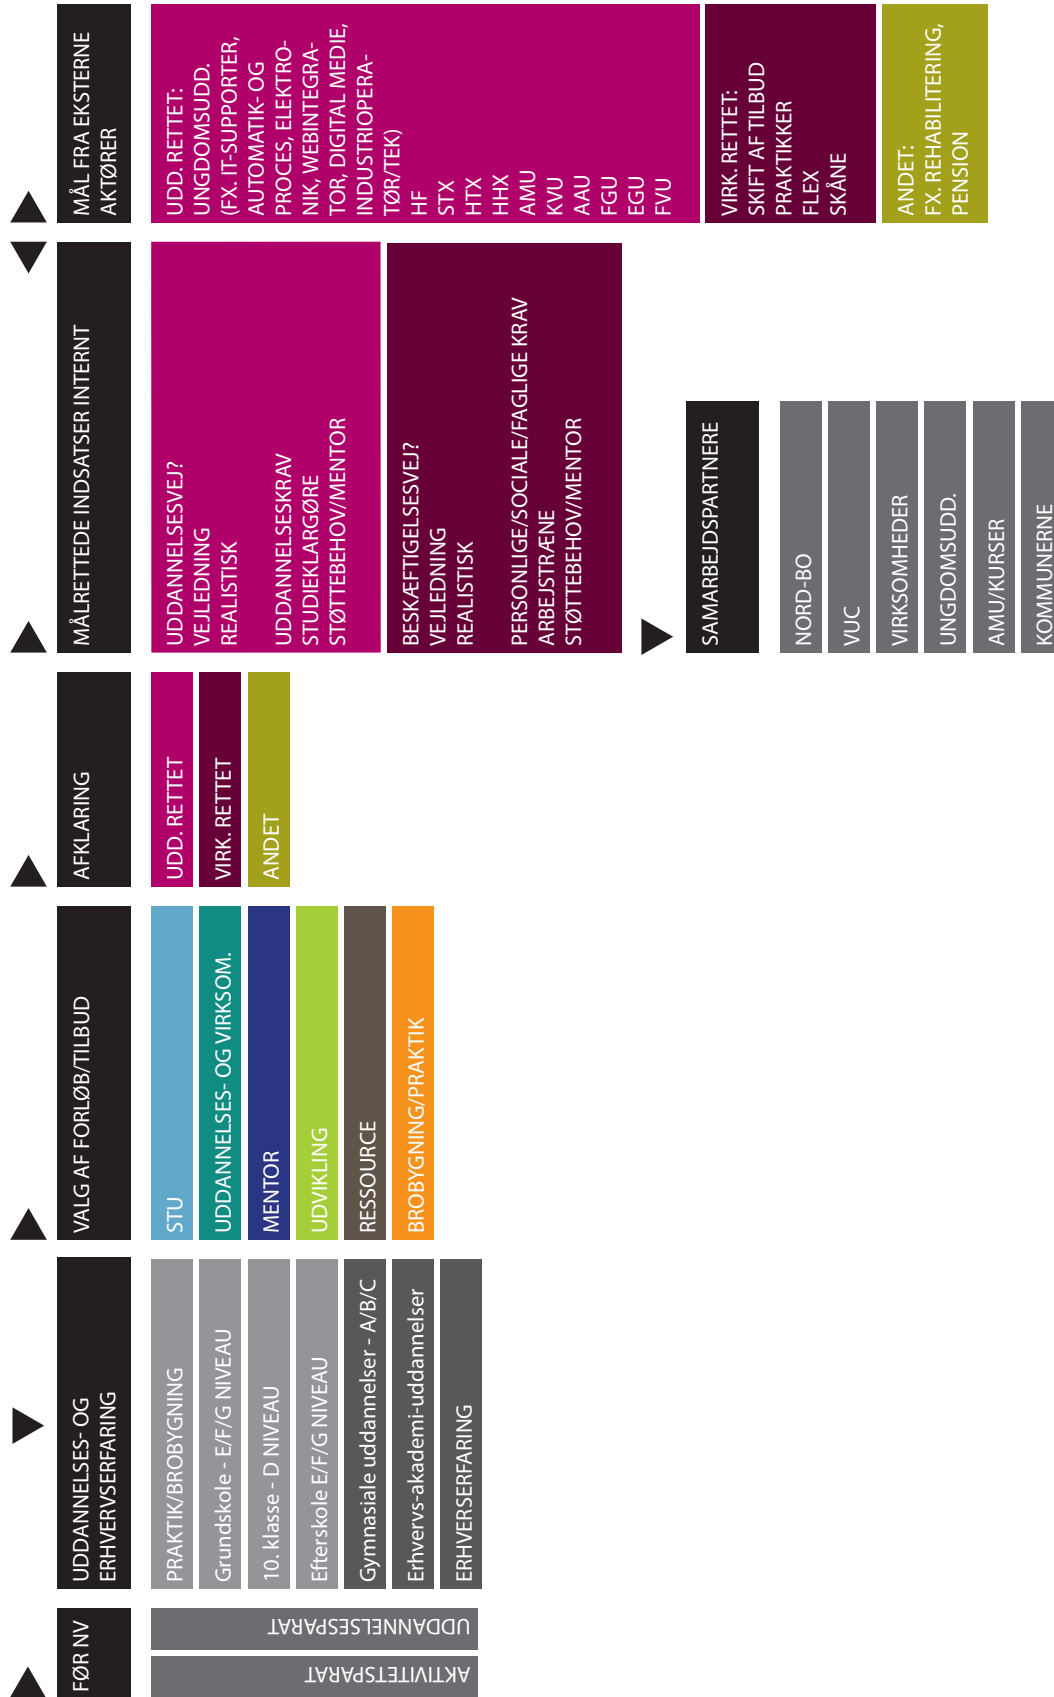 FØR NV
AKTIVITETSPARAT
UDDANNELSESPARAT
UDDANNELSES- OG
ERHVERVSERFARING
PRAKTIK/BROBYGNING
Grundskole - E/F/G NIVEAU
10. klasse - D NIVEAU
Efterskole E/F/G NIVEAU
Gymnasiale uddannelser - A/B/C
Erhvervs-akademi-uddannelser
ERHVERSERFARING
VALG AF FORLØB/TILBUD
STU
UDDANNELSES- OG VIRKSOM.
MENTOR
UDVIKLING
RESSOURCE
BROBYGNING/PRAKTIK
AFKLARING
UDD. RETTET
VIRK. RETTET
ANDET
MÅLRETTEDE INDSATSER INTERNT
UDDANNELSESVEJ?
VEJLEDNING
REALISTISK
UDDANNELSESKRAV
STUDIEKLARGØRE
STØTTEBEHOV/MENTOR
BESKÆFTIGELSESVEJ?
VEJLEDNING
REALISTISK
PERSONLIGE/SOCIALE/FAGLIGE KRAV
ARBEJSTRÆNE
STØTTEBEHOV/MENTOR
SAMARBEJDSPARTNERE
NORD-BO
VUC
VIRKSOMHEDER
UNGDOMSUDD.
AMU/KURSER
KOMMUNERNE
MÅL FRA EKSTERNE
AKTØRER
UDD. RETTET:
UNGDOMSUDD.
(FX. IT-SUPPORTER,
AUTOMATIK- OG
PROCES, ELEKTRO-
NIK, WEBINTEGRA-
TOR, DIGITAL MEDIE,
INDUSTRIOPERA-
TØR/TEK)
HF
STX
HTX
HHX
AMU
KVU
AAU
FGU
EGU
FVU
VIRK. RETTET:
SKIFT AF TILBUD
PRAKTIKKER
FLEX
SKÅNE
ANDET:
FX. REHABILITERING,
PENSION